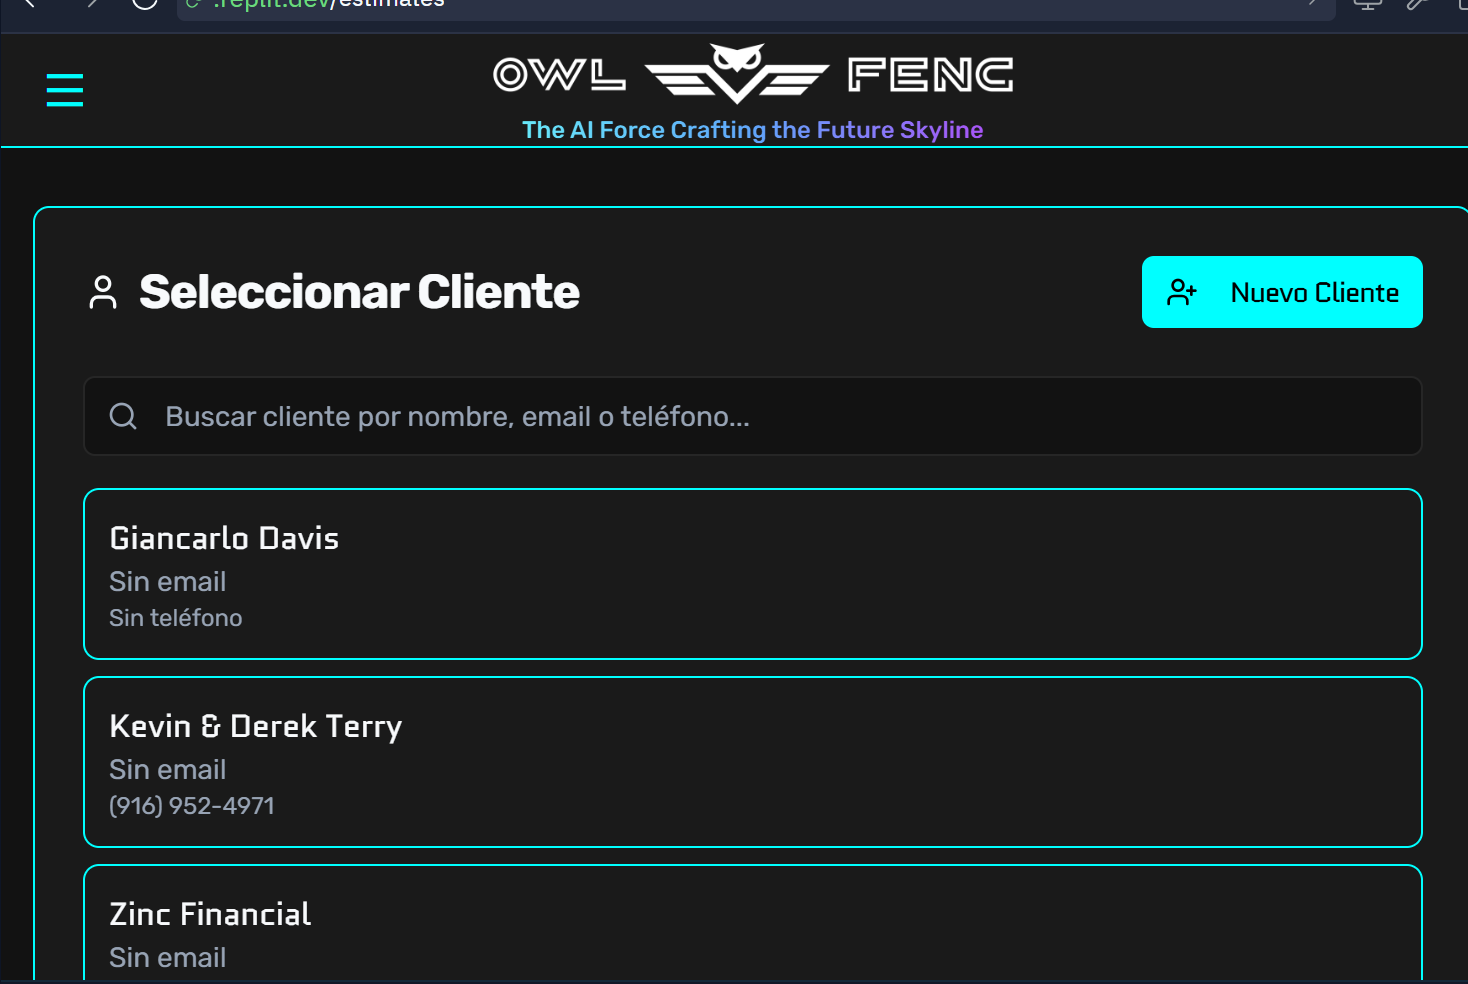 .replit.dev/estimates
OWL FENC
The AI Force Crafting the Future Skyline
Seleccionar Cliente
Nuevo Cliente
Buscar cliente por nombre, email o teléfono...
Giancarlo Davis
Sin email
Sin teléfono
Kevin & Derek Terry
Sin email
(916) 952-4971
Zinc Financial
Sin email